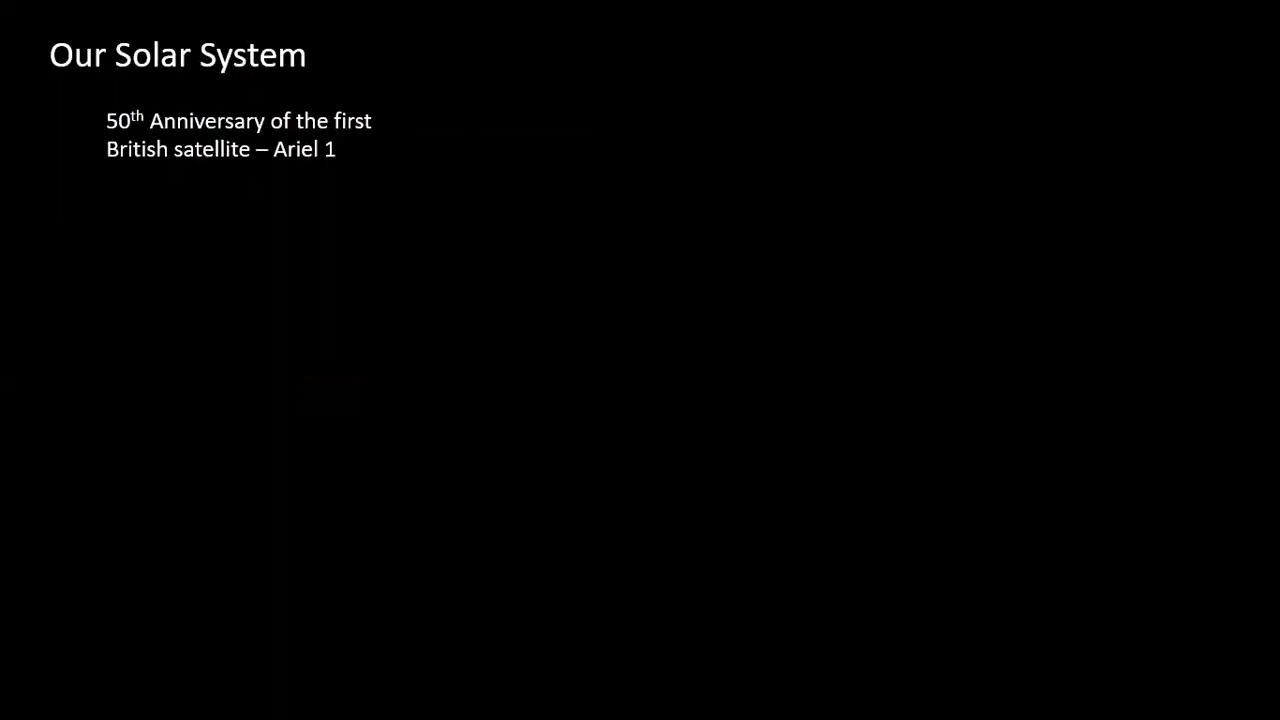 Our Solar System
50th Anniversary of the first
British satellite – Ariel 1